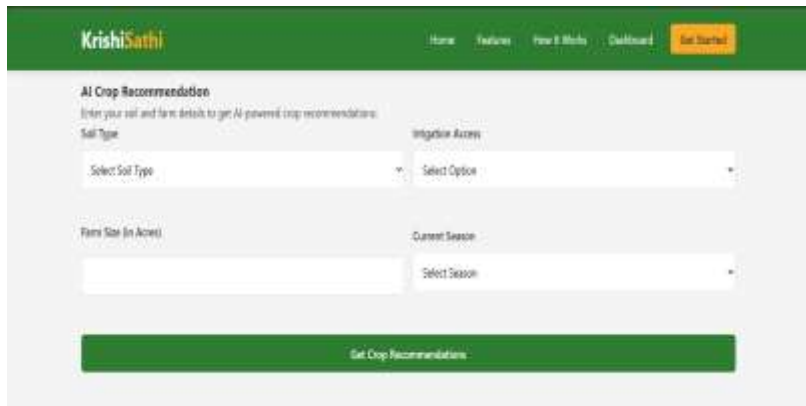 KrishiSathi
Home Features How It Works Dashboard Get Started
AI Crop Recommendation
Enter your soil and farm details to get AI-powered crop recommendations.
Soil Type Irrigation Access
Select Soil Type Select Option
Farm Size (in Acres) Current Season
Select Season
Get Crop Recommendations